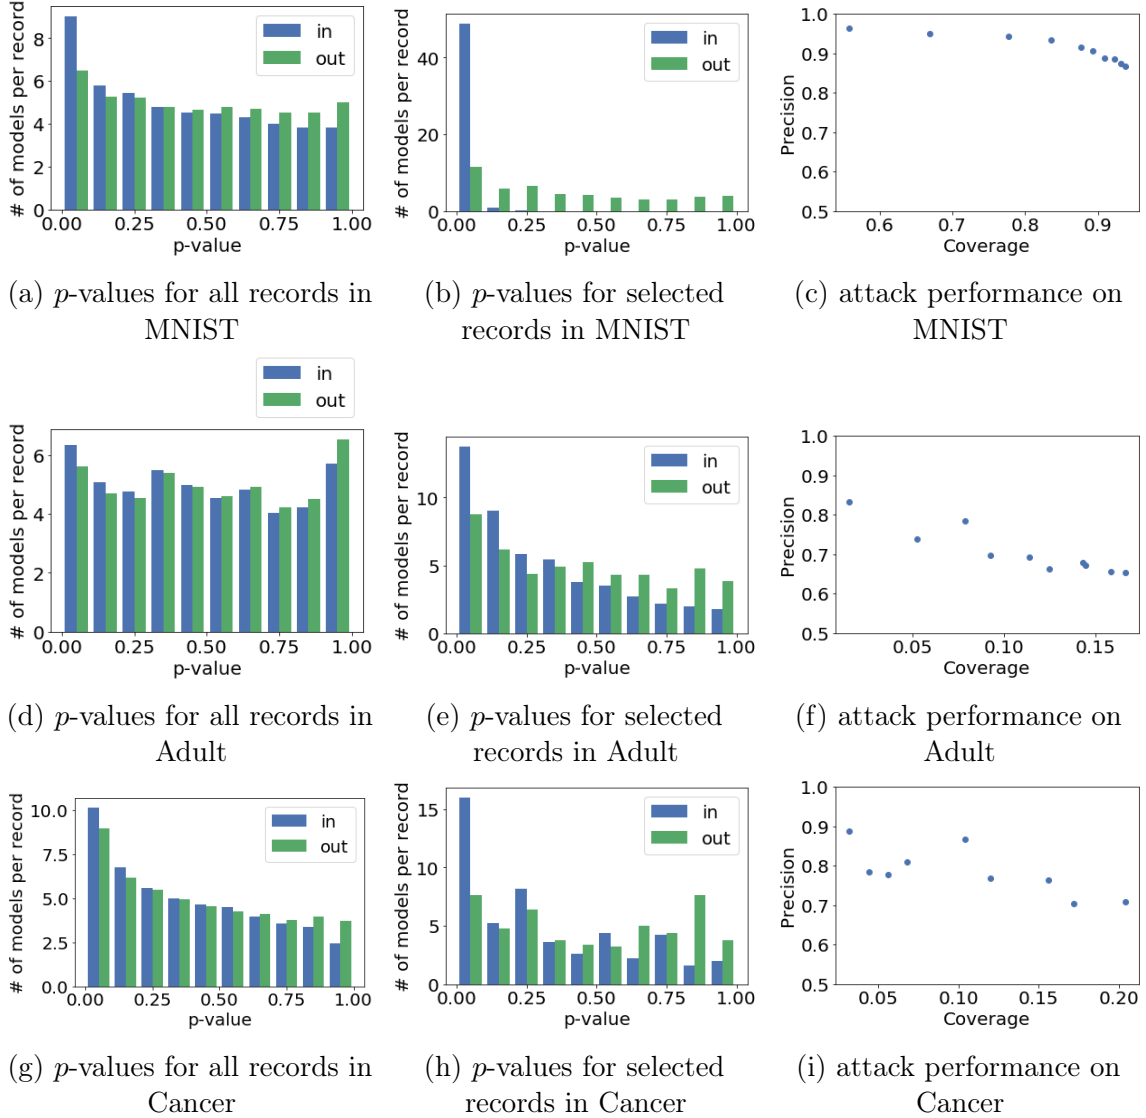 8
6
4
2
0
# of models per record
in
out
0.00 0.25 0.50 0.75 1.00
p-value
40
20
0
# of models per record
in
out
0.00 0.25 0.50 0.75 1.00
p-value
1.0
0.9
0.8
0.7
0.6
0.5
Precision
0.6 0.7 0.8 0.9
Coverage
(a) p-values for all records in
MNIST
(b) p-values for selected
records in MNIST
(c) attack performance on
MNIST
in
out
6
4
2
0
# of models per record
0.00 0.25 0.50 0.75 1.00
p-value
10
5
0
# of models per record
in
out
0.00 0.25 0.50 0.75 1.00
p-value
1.0
0.9
0.8
0.7
0.6
0.5
Precision
0.05 0.10 0.15
Coverage
(d) p-values for all records in
Adult
(e) p-values for selected
records in Adult
(f) attack performance on
Adult
10.0
7.5
5.0
2.5
0.0
# of models per record
in
out
0.00 0.25 0.50 0.75 1.00
p-value
15
10
5
0
# of models per record
in
out
0.00 0.25 0.50 0.75 1.00
p-value
1.0
0.9
0.8
0.7
0.6
0.5
Precision
0.05 0.10 0.15 0.20
Coverage
(g) p-values for all records in
Cancer
(h) p-values for selected
records in Cancer
(i) attack performance on
Cancer